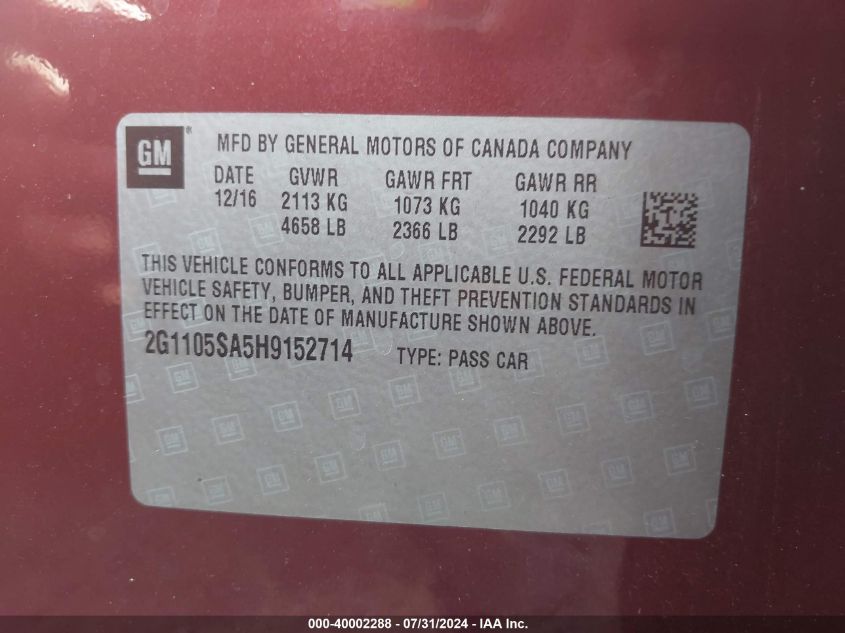 GM
MFD BY GENERAL MOTORS OF CANADA COMPANY
DATE GVWR GAWR FRT GAWR RR
12/16 2113 KG 1073 KG 1040 KG
4658 LB 2366 LB 2292 LB
THIS VEHICLE CONFORMS TO ALL APPLICABLE U.S. FEDERAL MOTOR
VEHICLE SAFETY, BUMPER, AND THEFT PREVENTION STANDARDS IN
EFFECT ON THE DATE OF MANUFACTURE SHOWN ABOVE.
2G1105SA5H9152714 TYPE: PASS CAR
000-40002288 - 07/31/2024 - IAA Inc.